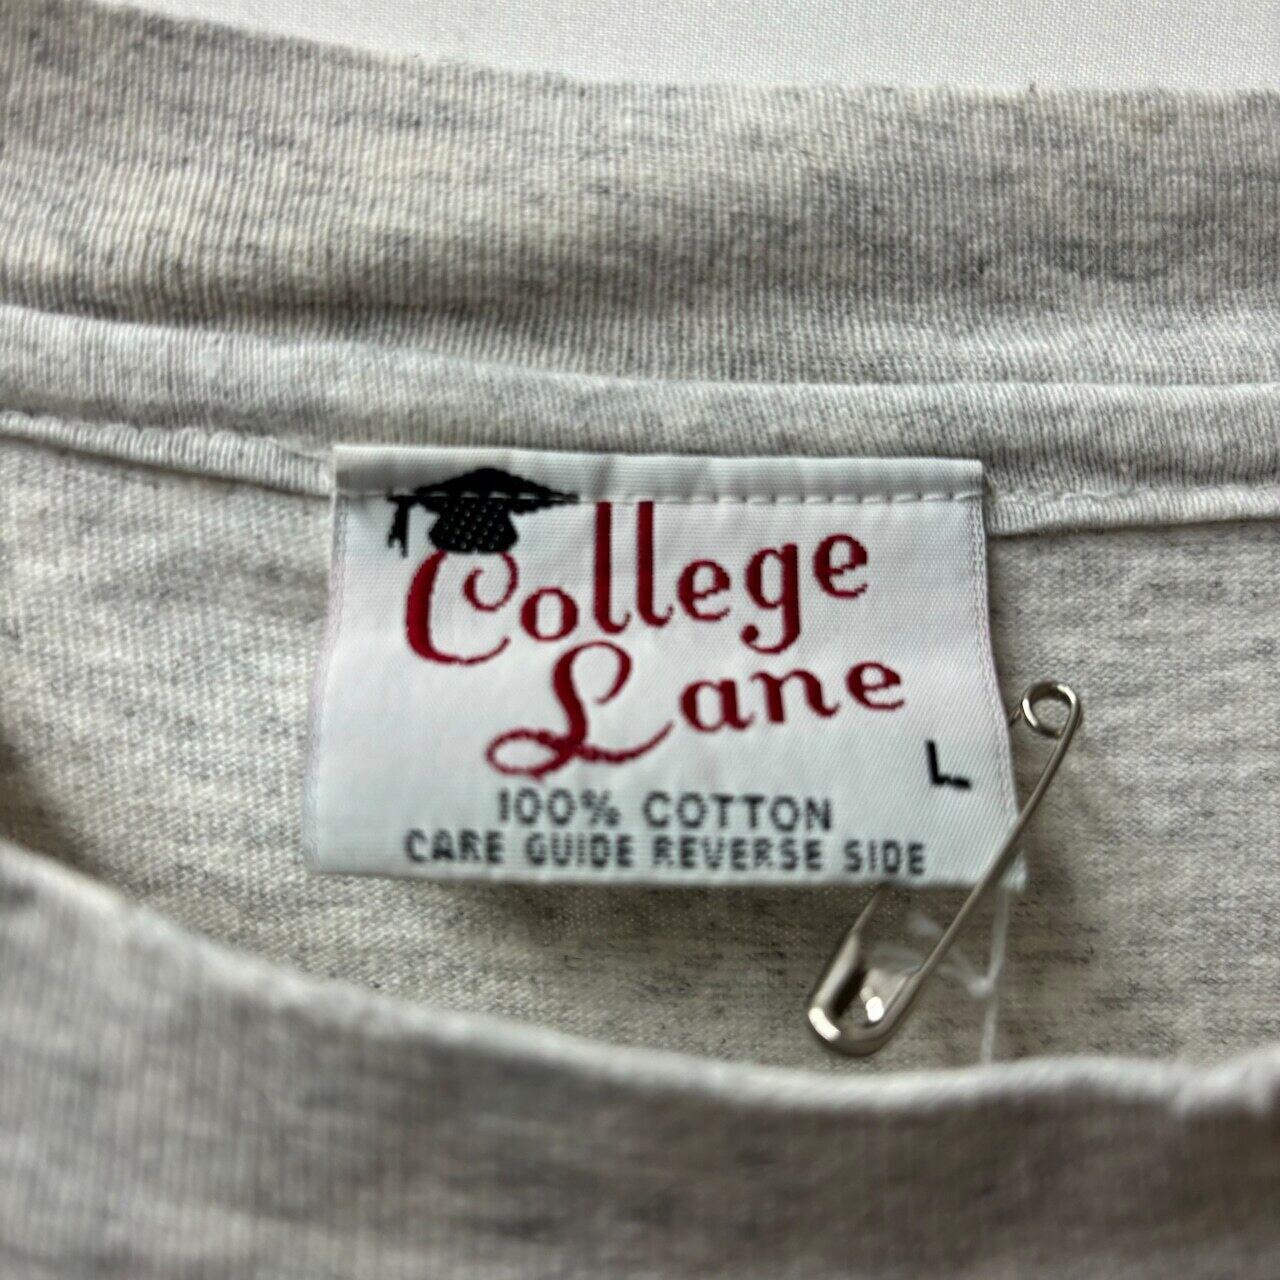 College
Lane
L
100% COTTON
CARE GUIDE REVERSE SIDE